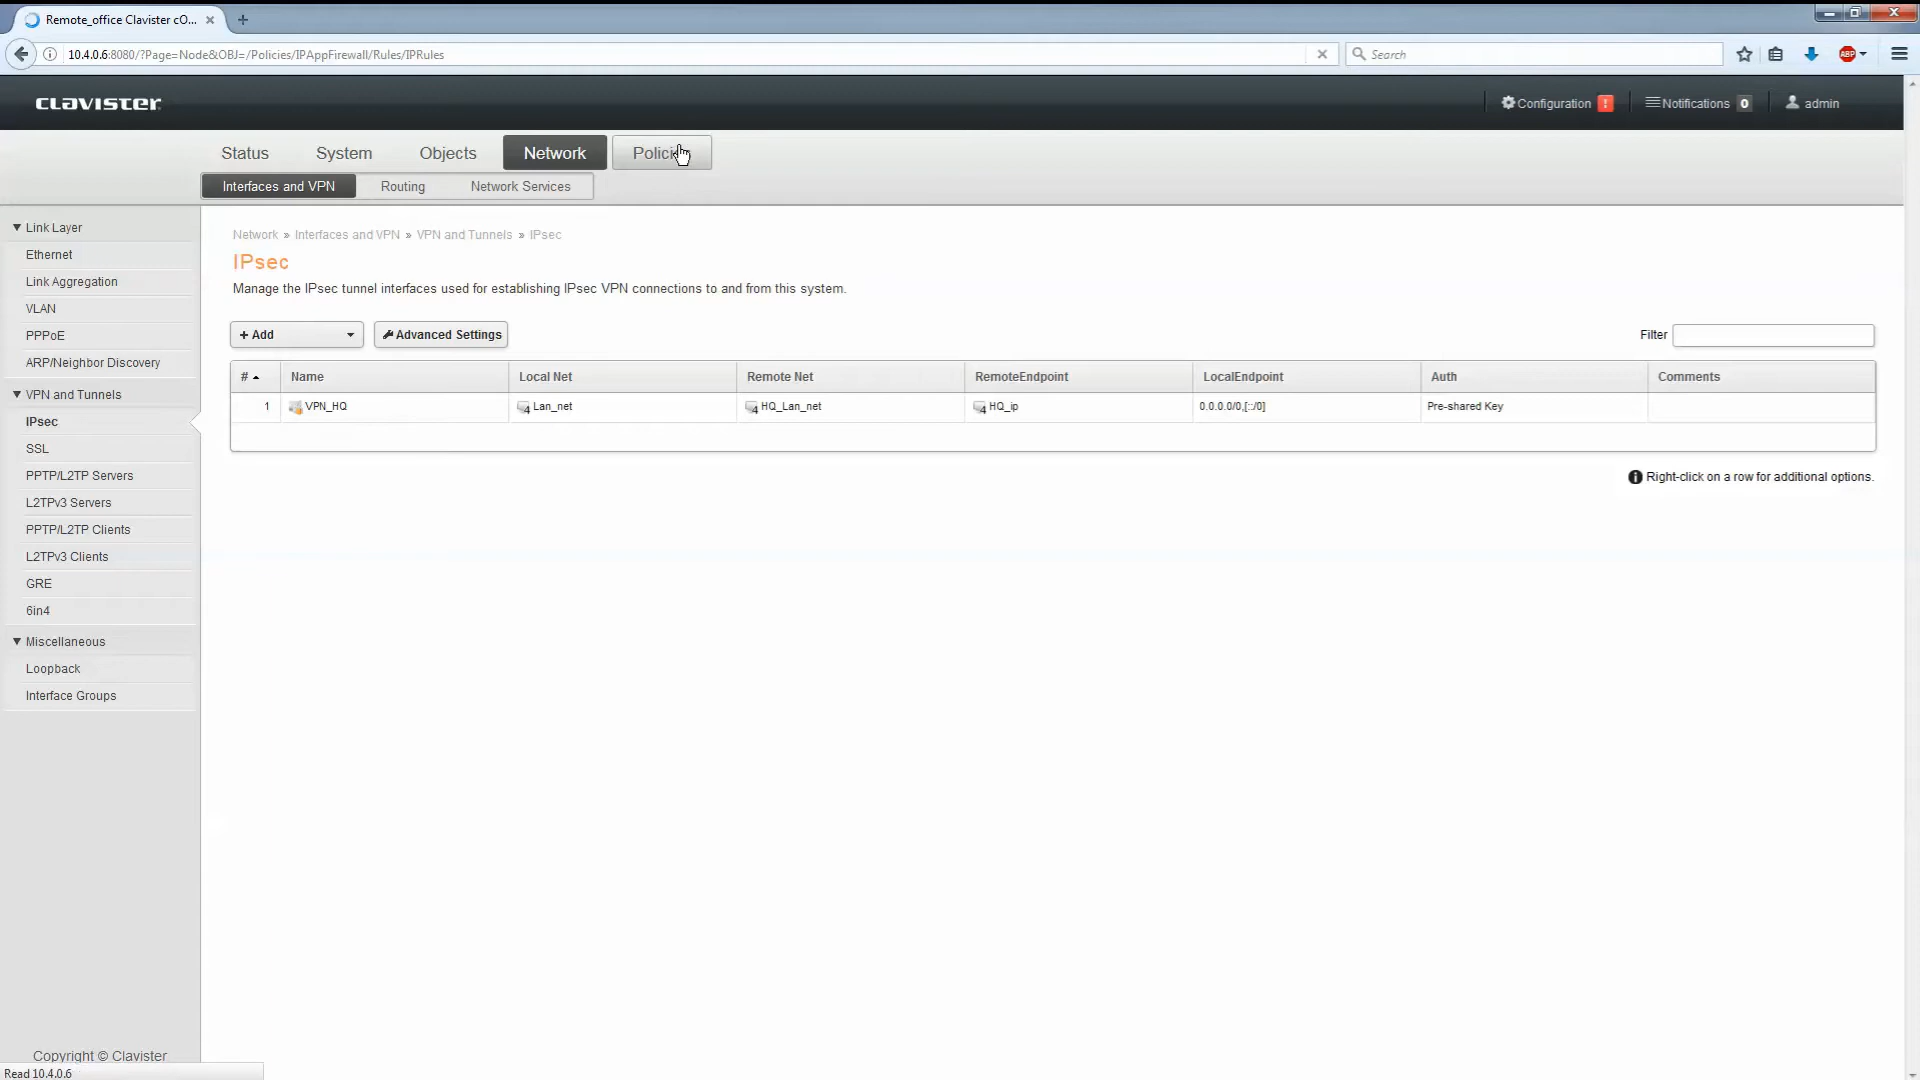 Remote_office Clavister cO...
10.4.0.6:8080/?Page=Node&OBJ=/Policies/IPAppFirewall/Rules/IPRules
Search
ABP
CLAVISTER
Configuration !
Notifications 0
admin
Status System Objects Network
Interfaces and VPN Routing Network Services
Link Layer
Ethernet
Link Aggregation
VLAN
PPPoE
ARP/Neighbor Discovery
VPN and Tunnels
IPsec
SSL
PPTP/L2TP Servers
L2TPv3 Servers
PPTP/L2TP Clients
L2TPv3 Clients
GRE
6in4
Miscellaneous
Loopback
Interface Groups
Copyright © Clavister
Read 10.4.0.6
Network » Interfaces and VPN » VPN and Tunnels » IPsec
IPsec
Manage the IPsec tunnel interfaces used for establishing IPsec VPN connections to and from this system.
+ Add Advanced Settings Filter
# Name Local Net Remote Net RemoteEndpoint LocalEndpoint Auth Comments
1 VPN_HQ 4 Lan_net 4 HQ_Lan_net 4 HQ_ip 0.0.0.0/0,[::/0] Pre-shared Key
Right-click on a row for additional options.